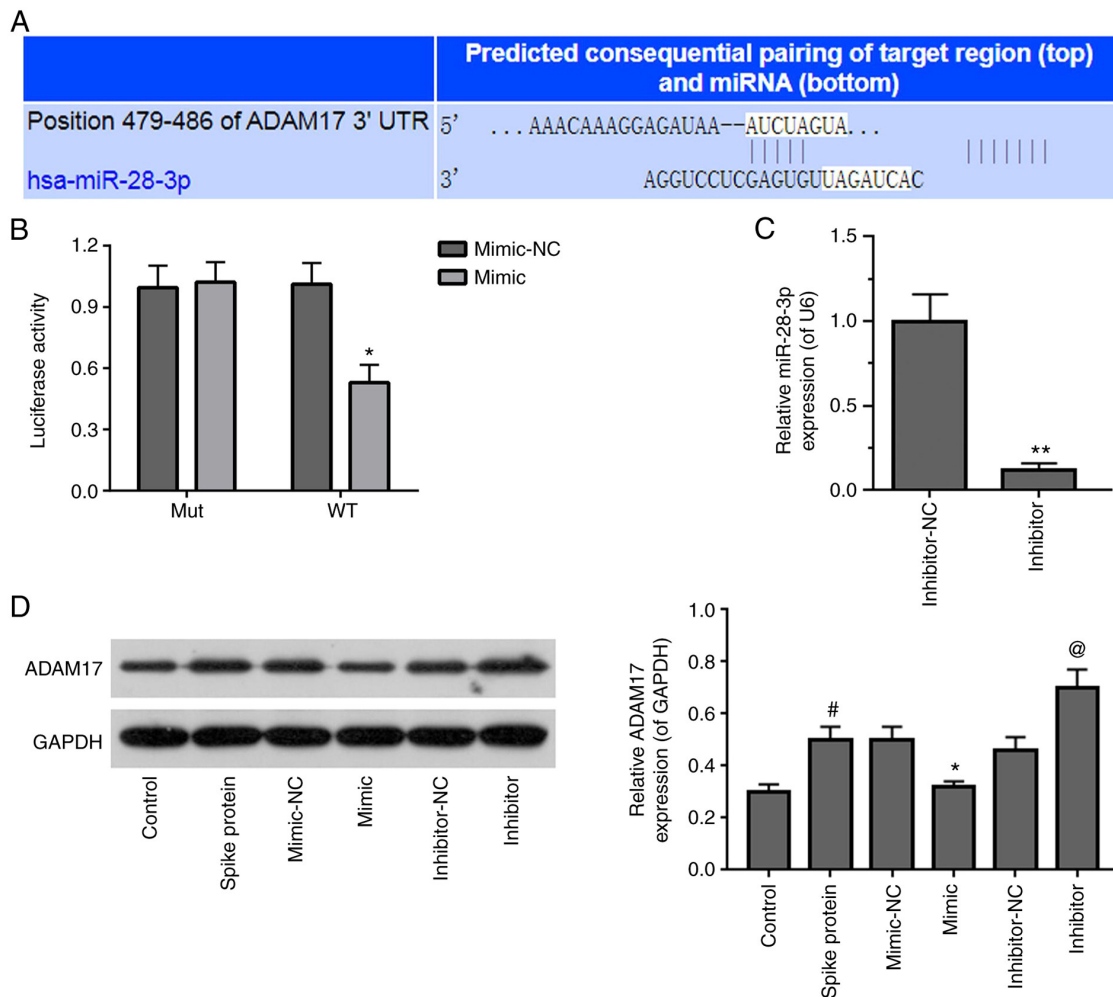 A
Predicted consequential pairing of target region (top)
and miRNA (bottom)
Position 479-486 of ADAM17 3' UTR
5' ...AAACAAAGGAGAUAA--AUCUAGUA...
hsa-miR-28-3p
3' AGGUCCUCGAGUGUUAGAUCAC
B
Luciferase activity
1.2
0.9
0.6
0.3
0.0
*
Mut
WT
Mimic-NC
Mimic
C
Relative miR-28-3p
expression (of U6)
1.5
1.0
0.5
0.0
**
Inhibitor-NC
Inhibitor
D
ADAM17
GAPDH
Control
Spike protein
Mimic-NC
Mimic
Inhibitor-NC
Inhibitor
Relative ADAM17
expression (of GAPDH)
1.0
0.8
0.6
0.4
0.2
0.0
#
*
@
Control
Spike protein
Mimic-NC
Mimic
Inhibitor-NC
Inhibitor